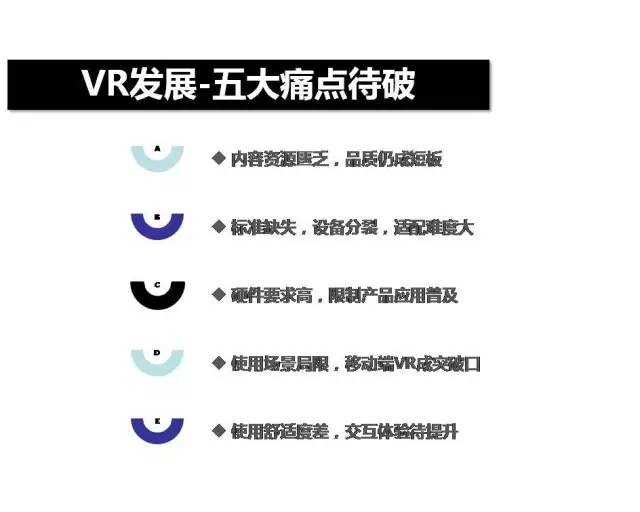 VR发展-五大痛点待破
A
◆ 内容资源匮乏，品质仍成短板
B
◆ 标准缺失，设备分裂，适配难度大
C
◆ 硬件要求高，限制产品应用普及
D
◆ 使用场景局限，移动端VR成突破口
E
◆ 使用舒适度差，交互体验待提升